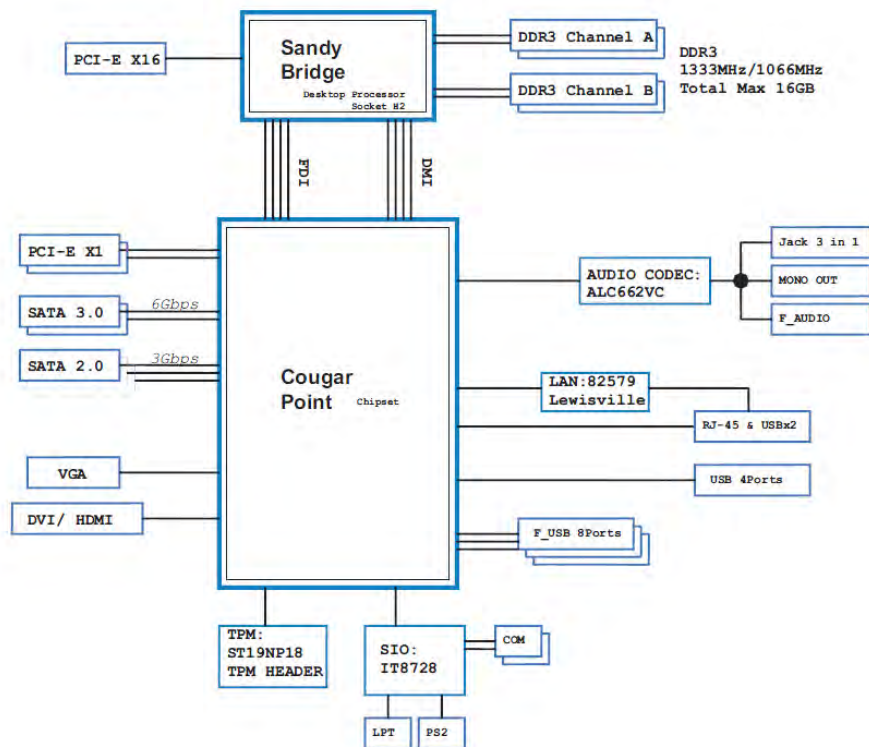 Sandy
Bridge
Desktop Processor
Socket H2
PCI-E X16
DDR3 Channel A
DDR3 Channel B
DDR3
1333MHz/1066MHz
Total Max 16GB
FDI
DMI
PCI-E X1
SATA 3.0
6Gbps
SATA 2.0
3Gbps
VGA
DVI/ HDMI
Cougar
Point
Chipset
AUDIO CODEC:
ALC662VC
Jack 3 in 1
MONO OUT
F_AUDIO
LAN:82579
Lewisville
RJ-45 & USBx2
USB 4Ports
F_USB 8Ports
TPM:
ST19NP18
TPM HEADER
SIO:
IT8728
COM
LPT
PS2